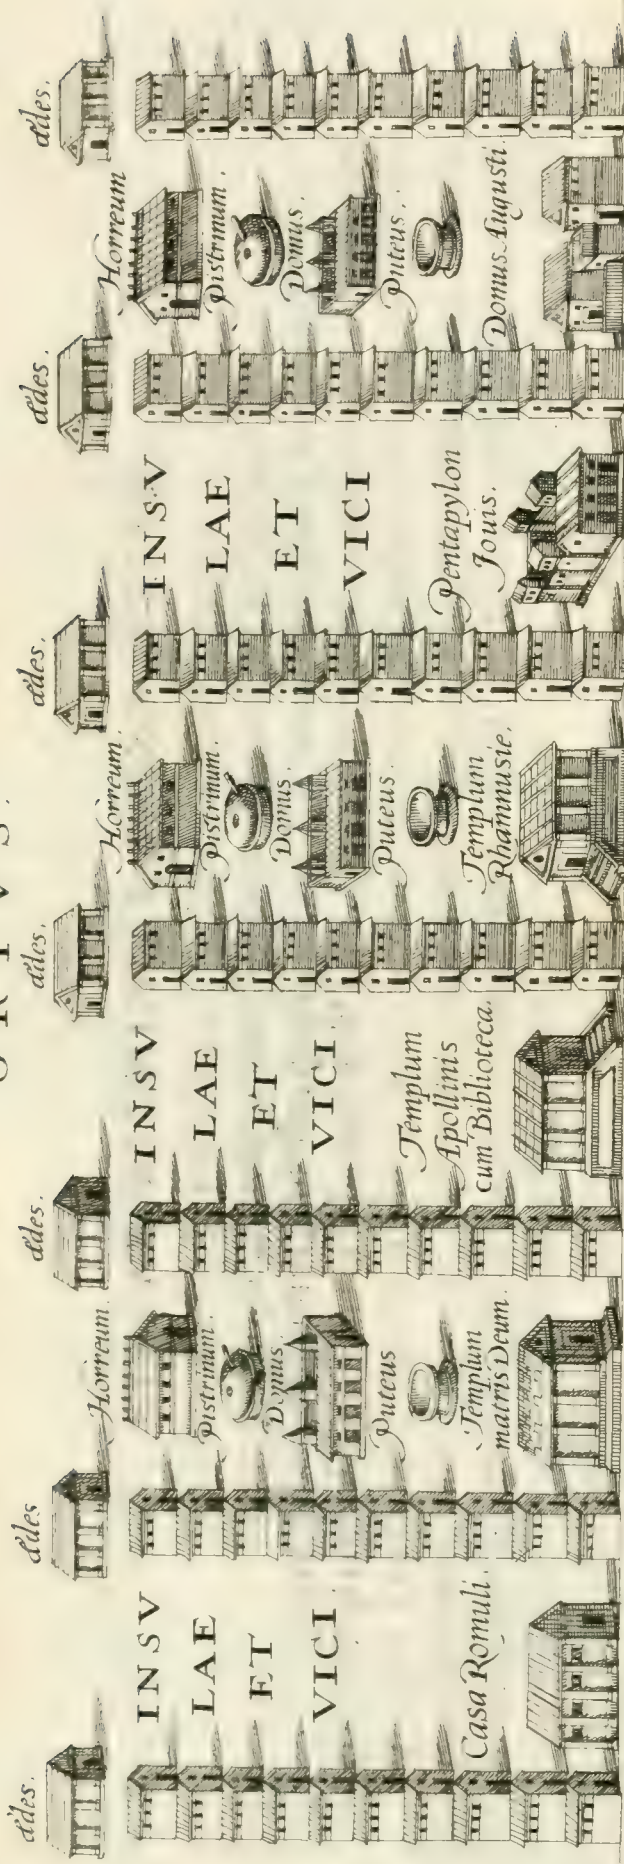 ædes.
INSV
LAE
ET
VICI.
Casa Romuli.
ædes
Horreum.
Pistrinum.
Domus
Puteus
Templum
matris Deum.
ædes.
INSV
LAE
ET
VICI.
Templum
Apollinis
cum Biblioteca.
ædes.
Horreum.
Pistrinum.
Domus.
Puteus.
Templum
Rhamnusie.
ædes.
INSV
LAE
ET
VICI
Pentapylon
Jouis.
ædes.
Horreum
Pistrinum.
Domus.
Puteus.
Domus Augusti.
ædes.